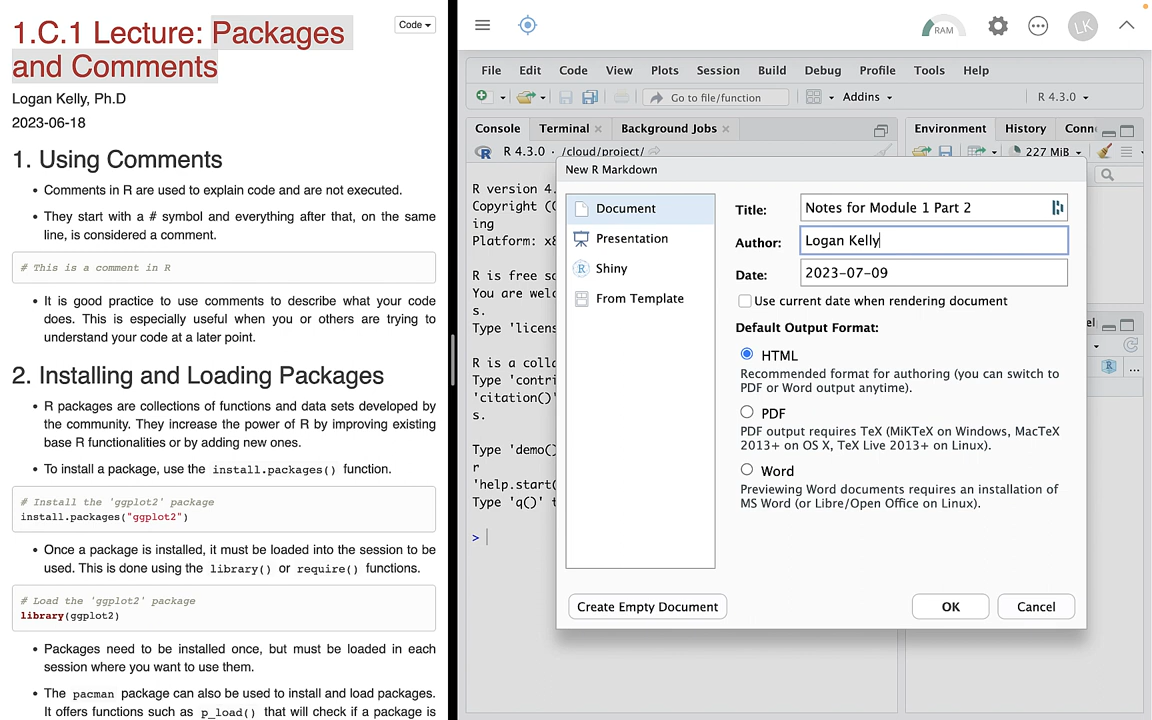 1.C.1 Lecture: Packages
and Comments
Code
Logan Kelly, Ph.D
2023-06-18
1. Using Comments
• Comments in R are used to explain code and are not executed.
• They start with a # symbol and everything after that, on the same
line, is considered a comment.
# This is a comment in R
• It is good practice to use comments to describe what your code
does. This is especially useful when you or others are trying to
understand your code at a later point.
2. Installing and Loading Packages
• R packages are collections of functions and data sets developed by
the community. They increase the power of R by improving existing
base R functionalities or by adding new ones.
• To install a package, use the install.packages() function.
# Install the 'ggplot2' package
install.packages("ggplot2")
• Once a package is installed, it must be loaded into the session to be
used. This is done using the library() or require() functions.
# Load the 'ggplot2' package
library(ggplot2)
• Packages need to be installed once, but must be loaded in each
session where you want to use them.
• The pacman package can also be used to install and load packages.
It offers functions such as p_load() that will check if a package is
RAM
LK
File Edit Code View Plots Session Build Debug Profile Tools Help
Go to file/function
Addins
R 4.3.0
Console Terminal Background Jobs
R 4.3.0 · /cloud/project/
Environment History Conn
227 MiB
R version 4.
Copyright (C
ing
Platform: x8
R is free so
You are welc
s.
Type 'licens
R is a colla
Type 'contri
'citation()'
s.
Type 'demo()
r
'help.start(
Type 'q()' t
>
el
New R Markdown
Document
Presentation
Shiny
From Template
Title: Notes for Module 1 Part 2
Author: Logan Kelly
Date: 2023-07-09
Use current date when rendering document
Default Output Format:
HTML
Recommended format for authoring (you can switch to
PDF or Word output anytime).
PDF
PDF output requires TeX (MiKTeX on Windows, MacTeX
2013+ on OS X, TeX Live 2013+ on Linux).
Word
Previewing Word documents requires an installation of
MS Word (or Libre/Open Office on Linux).
Create Empty Document
OK
Cancel